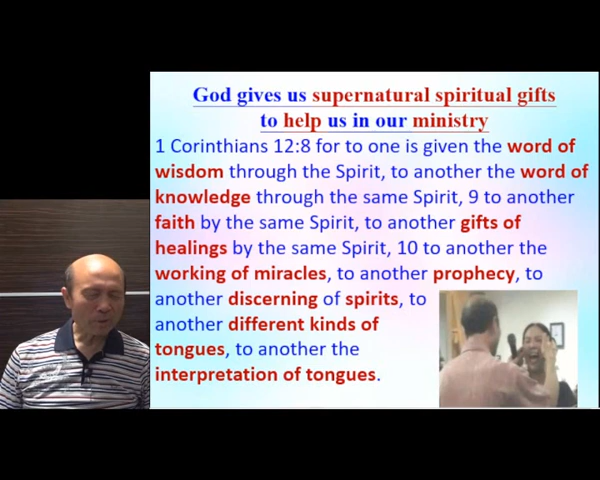 God gives us supernatural spiritual gifts
to help us in our ministry
1 Corinthians 12:8 for to one is given the word of
wisdom through the Spirit, to another the word of
knowledge through the same Spirit, 9 to another
faith by the same Spirit, to another gifts of
healings by the same Spirit, 10 to another the
working of miracles, to another prophecy, to
another discerning of spirits, to
another different kinds of
tongues, to another the
interpretation of tongues.